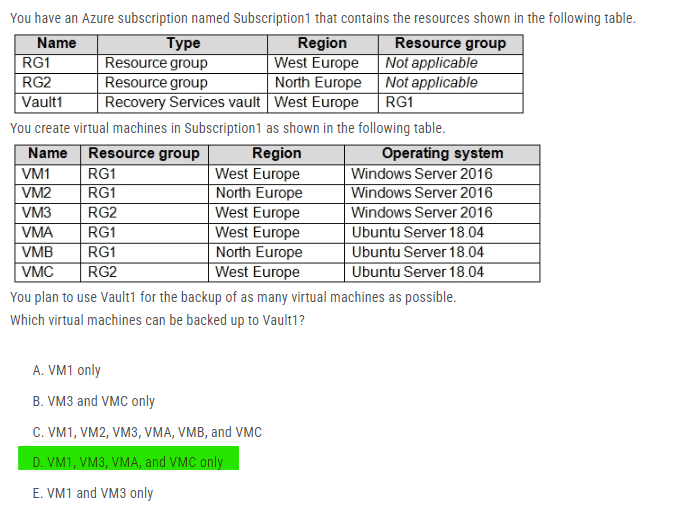 You have an Azure subscription named Subscription1 that contains the resources shown in the following table.
Name Type Region Resource group
RG1 Resource group West Europe Not applicable
RG2 Resource group North Europe Not applicable
Vault1 Recovery Services vault West Europe RG1
You create virtual machines in Subscription1 as shown in the following table.
Name Resource group Region Operating system
VM1 RG1 West Europe Windows Server 2016
VM2 RG1 North Europe Windows Server 2016
VM3 RG2 West Europe Windows Server 2016
VMA RG1 West Europe Ubuntu Server 18.04
VMB RG1 North Europe Ubuntu Server 18.04
VMC RG2 West Europe Ubuntu Server 18.04
You plan to use Vault1 for the backup of as many virtual machines as possible.
Which virtual machines can be backed up to Vault1?
A. VM1 only
B. VM3 and VMC only
C. VM1, VM2, VM3, VMA, VMB, and VMC
D. VM1, VM3, VMA, and VMC only
E. VM1 and VM3 only